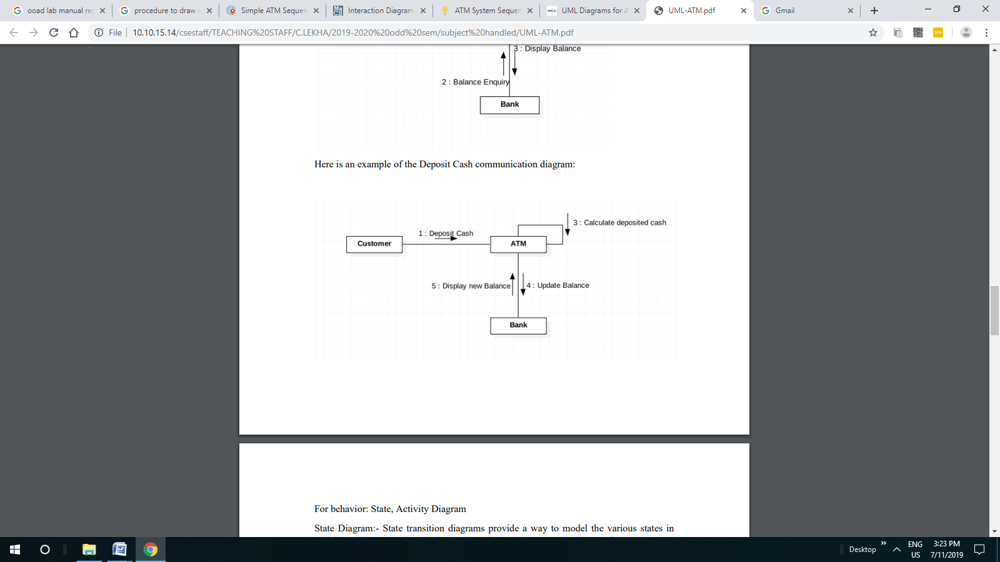 ooad lab manual reg
procedure to draw i
Simple ATM Sequen
Interaction Diagram
ATM System Sequen
UML Diagrams for A
UML-ATM.pdf
Gmail
File
10.10.15.14/csestaff/TEACHING%20STAFF/C.LEKHA/2019-2020%20odd%20sem/subject%20handled/UML-ATM.pdf
3 : Display Balance
2 : Balance Enquiry
Bank
Here is an example of the Deposit Cash communication diagram:
3 : Calculate deposited cash
1 : Deposit Cash
Customer
ATM
5 : Display new Balance
4 : Update Balance
Bank
For behavior: State, Activity Diagram
State Diagram:- State transition diagrams provide a way to model the various states in
Desktop
ENG
US
3:23 PM
7/11/2019